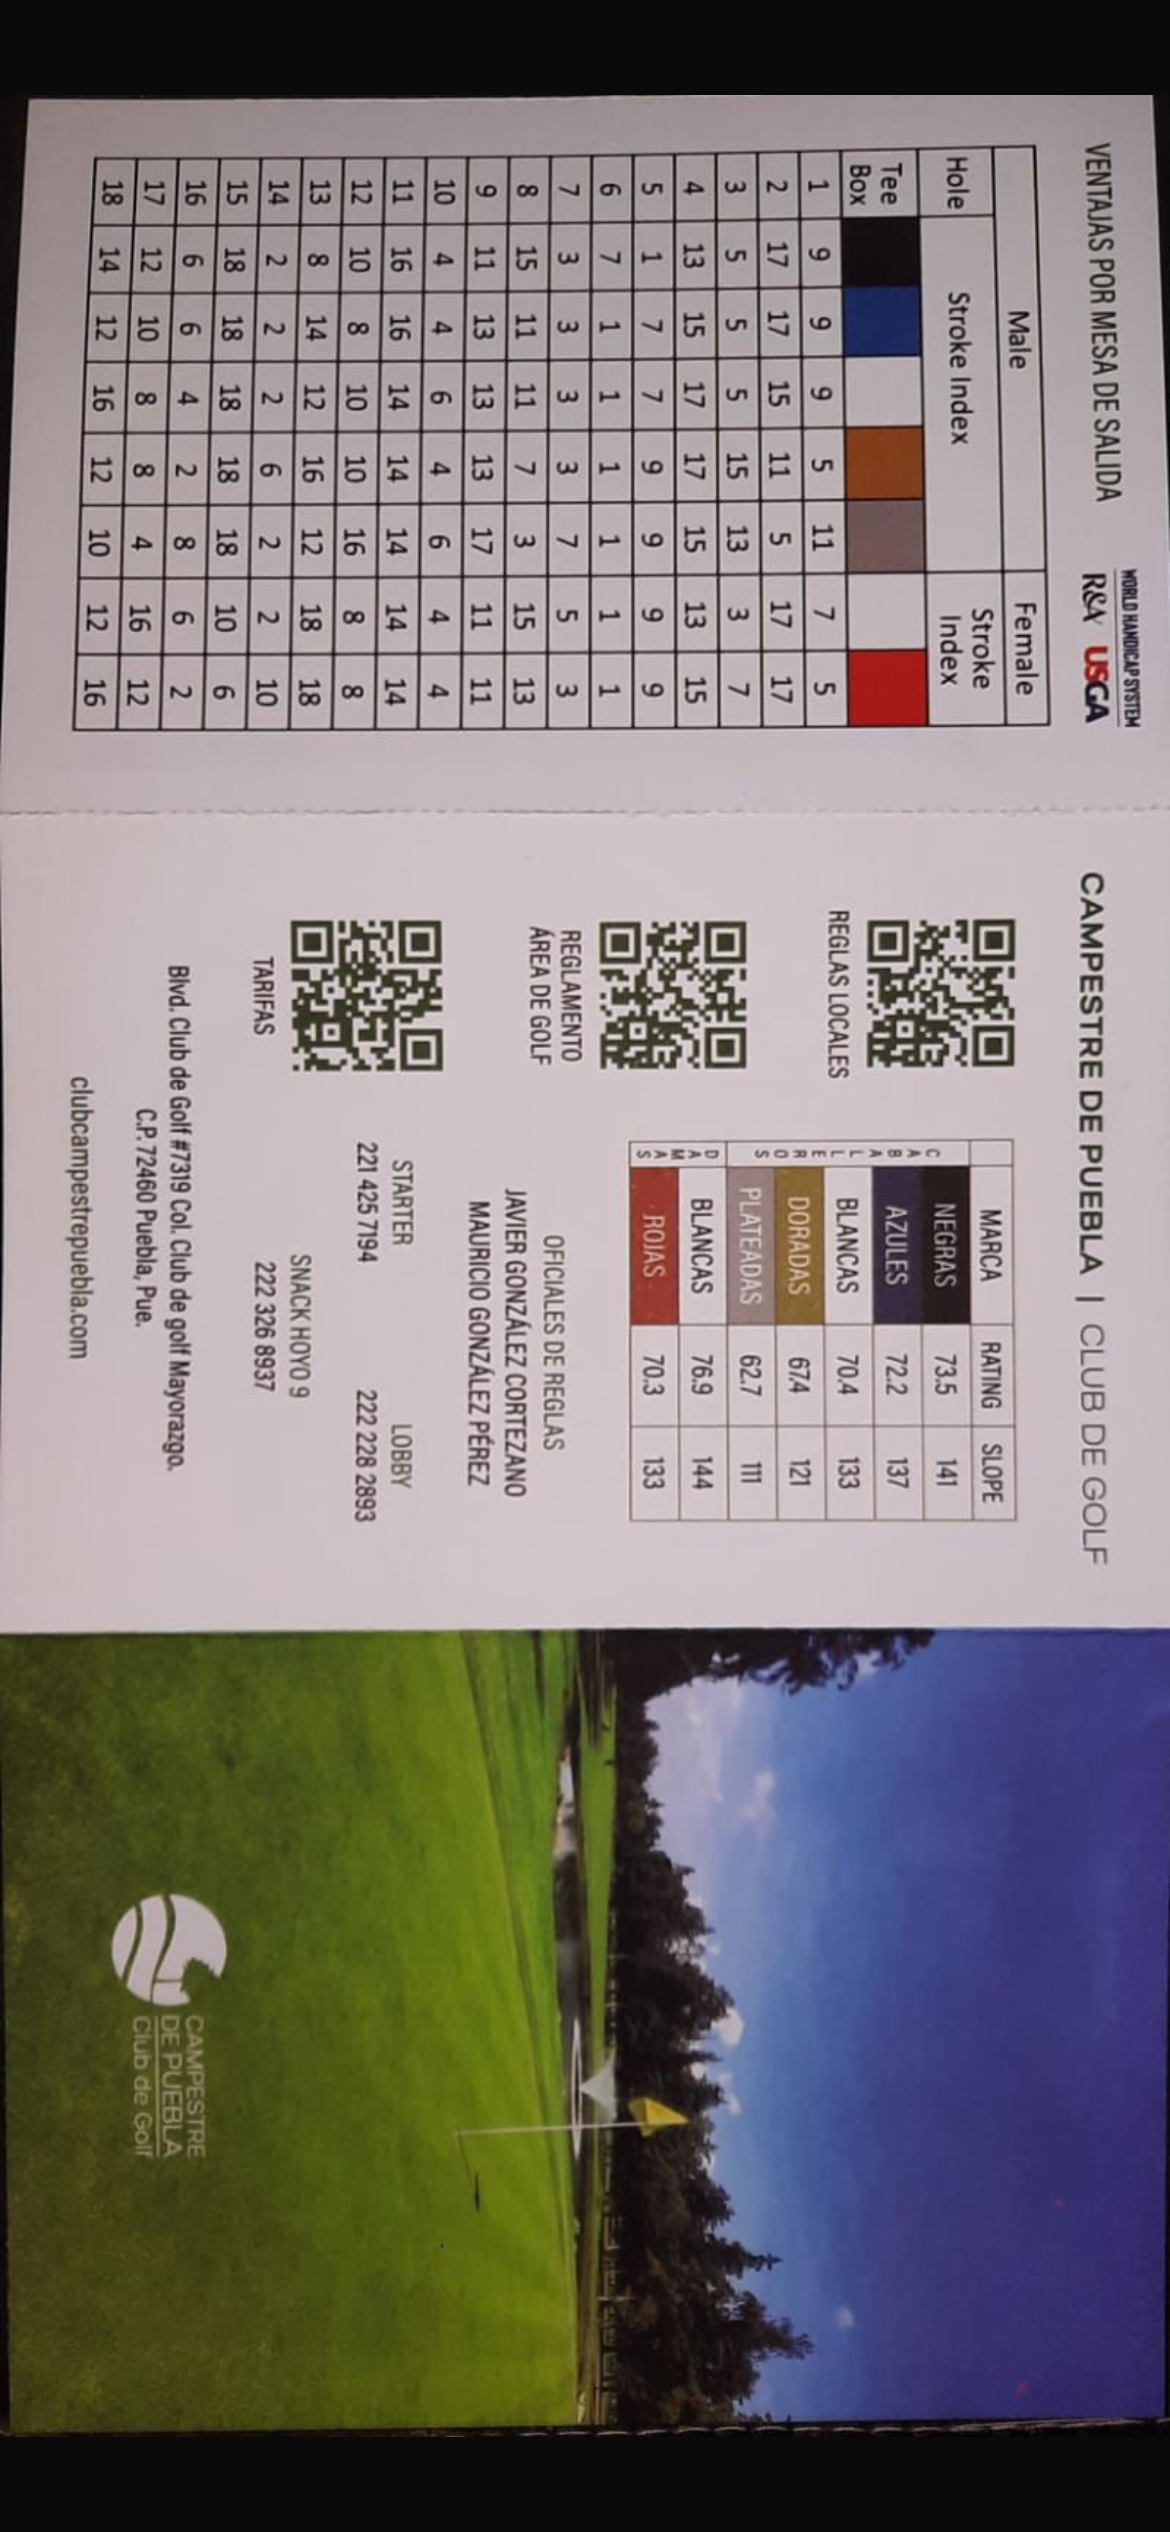 VENTAJAS POR MESA DE SALIDA
WORLD HANDICAP SYSTEM
R&A USGA
Male Female
Hole Stroke Index Stroke Index
Tee Box
1 9 9 9 5 11 7 5
2 17 17 15 11 5 17 17
3 5 5 5 15 13 3 7
4 13 15 17 17 15 13 15
5 1 7 7 9 9 9 9
6 7 1 1 1 1 1 1
7 3 3 3 3 7 5 3
8 15 11 11 7 3 15 13
9 11 13 13 13 17 11 11
10 4 4 6 4 6 4 4
11 16 16 14 14 14 14 14
12 10 8 10 10 16 8 8
13 8 14 12 16 12 18 18
14 2 2 2 6 2 2 10
15 18 18 18 18 18 10 6
16 6 6 4 2 8 6 2
17 12 10 8 8 4 16 12
18 14 12 16 12 10 12 16
CAMPESTRE DE PUEBLA | CLUB DE GOLF
REGLAS LOCALES
REGLAMENTO
ÁREA DE GOLF
TARIFAS
MARCA RATING SLOPE
CABALLEROS
NEGRAS 73.5 141
AZULES 72.2 137
BLANCAS 70.4 133
DORADAS 67.4 121
PLATEADAS 62.7 111
DAMAS
BLANCAS 76.9 144
ROJAS 70.3 133
OFICIALES DE REGLAS
JAVIER GONZÁLEZ CORTEZANO
MAURICIO GONZÁLEZ PÉREZ
STARTER
221 425 7194
LOBBY
222 228 2893
SNACK HOYO 9
222 326 8937
Blvd. Club de Golf #7319 Col. Club de golf Mayorazgo.
C.P. 72460 Puebla, Pue.
clubcampestrepuebla.com
CAMPESTRE
DE PUEBLA
Club de Golf